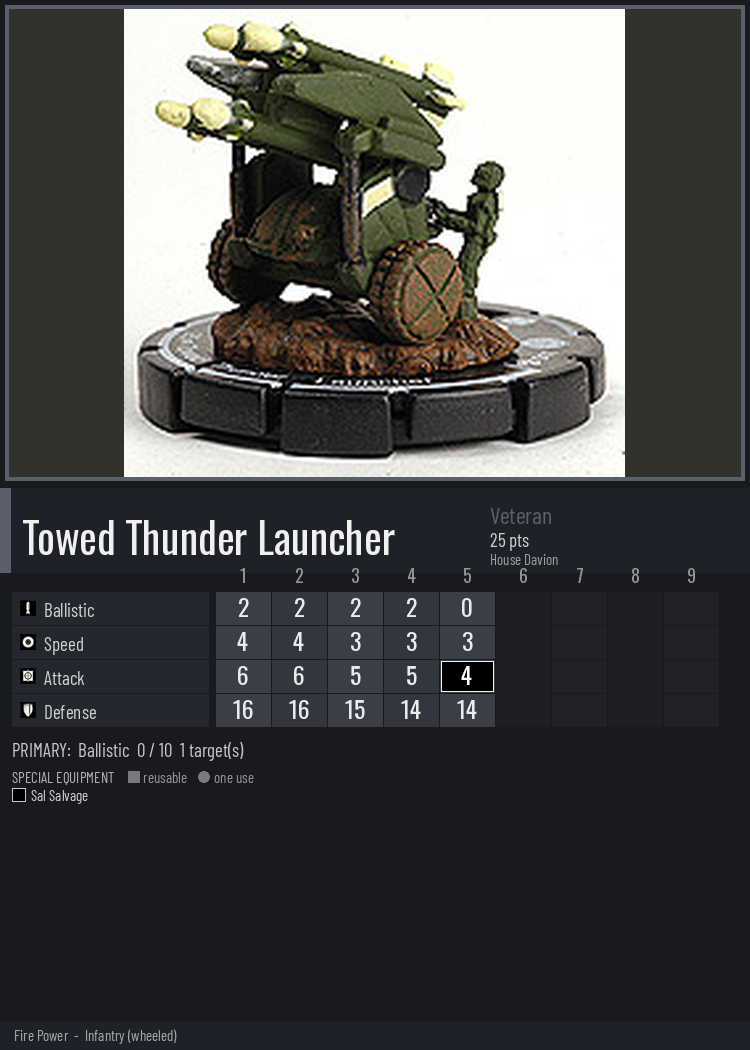 Towed Thunder Launcher
Veteran
25 pts
House Davion
1 2 3 4 5 6 7 8 9
Ballistic 2 2 2 2 0
Speed 4 4 3 3 3
Attack 6 6 5 5 4
Defense 16 16 15 14 14
PRIMARY: Ballistic 0 / 10 1 target(s)
SPECIAL EQUIPMENT reusable one use
Sal Salvage
Fire Power - Infantry (wheeled)